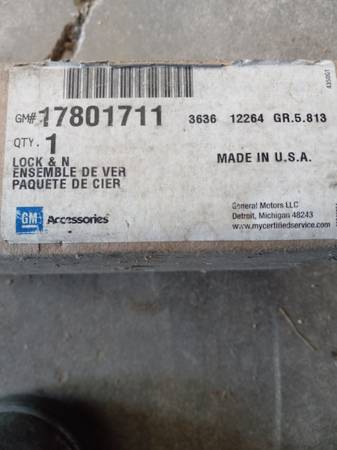 GM# 17801711 3636 12264 GR.5.813
QTY. 1
LOCK & N
ENSEMBLE DE VER
PAQUETE DE CIER
MADE IN U.S.A.
GM Accessories
General Motors LLC
Detroit, Michigan 48243
www.mycertifiedservice.com